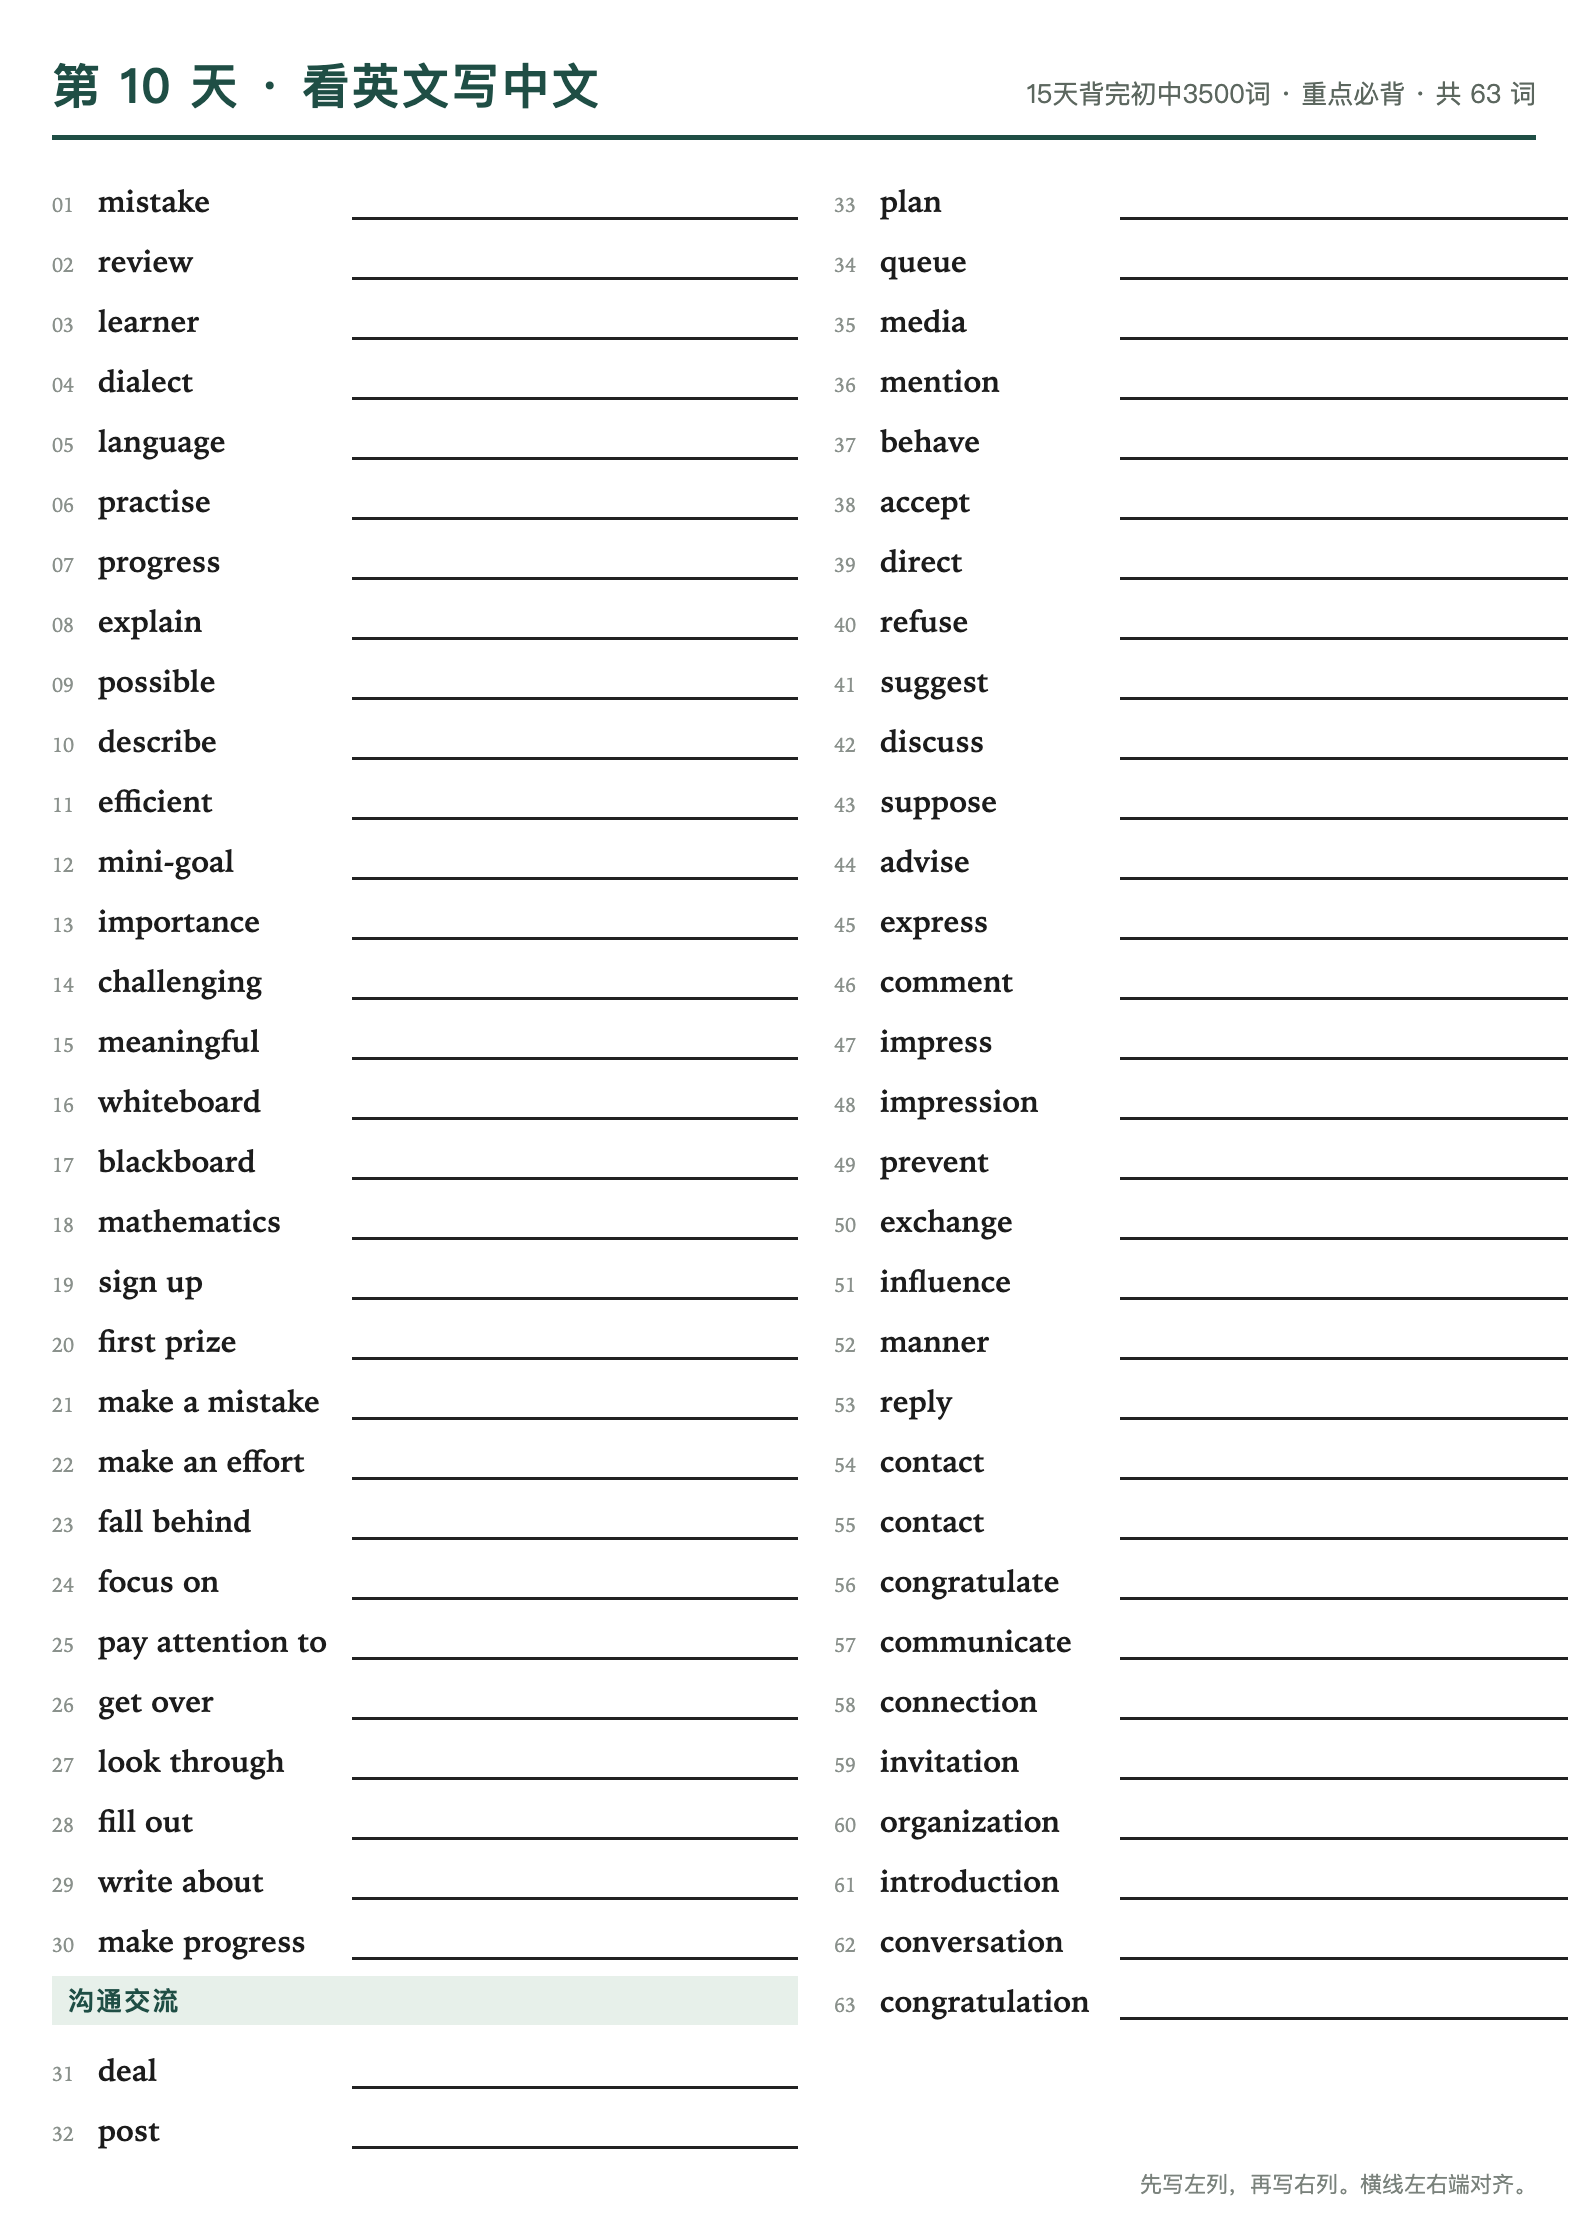 第 10 天 · 看英文写中文
15天背完初中3500词 · 重点必背 · 共 63 词
01 mistake
02 review
03 learner
04 dialect
05 language
06 practise
07 progress
08 explain
09 possible
10 describe
11 efficient
12 mini-goal
13 importance
14 challenging
15 meaningful
16 whiteboard
17 blackboard
18 mathematics
19 sign up
20 first prize
21 make a mistake
22 make an effort
23 fall behind
24 focus on
25 pay attention to
26 get over
27 look through
28 fill out
29 write about
30 make progress
沟通交流
31 deal
32 post
33 plan
34 queue
35 media
36 mention
37 behave
38 accept
39 direct
40 refuse
41 suggest
42 discuss
43 suppose
44 advise
45 express
46 comment
47 impress
48 impression
49 prevent
50 exchange
51 influence
52 manner
53 reply
54 contact
55 contact
56 congratulate
57 communicate
58 connection
59 invitation
60 organization
61 introduction
62 conversation
63 congratulation
先写左列，再写右列。横线左右端对齐。